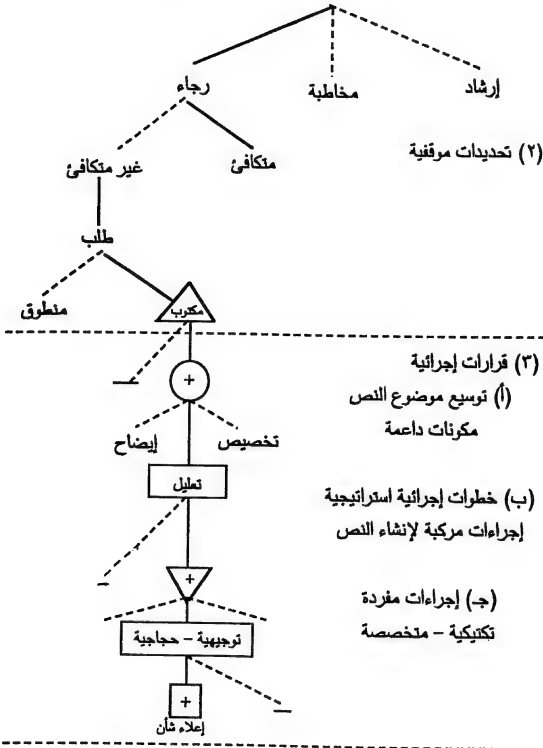 إرشاد
مخاطبة
رجاء
(٢) تحديدات موقفية
متكافئ
غير متكافئ
طلب
منطوق
مكتوب
(٣) قرارات إجرائية
(أ) توسيع موضوع النص
مكونات داعمة
+
تخصيص
إيضاح
تعليل
(ب) خطوات إجرائية استراتيجية
إجراءات مركبة لإنشاء النص
+
(جـ) إجراءات مفردة
تكتيكية – متخصصة
توجيهية – حجاجية
+
إعلاء شأن